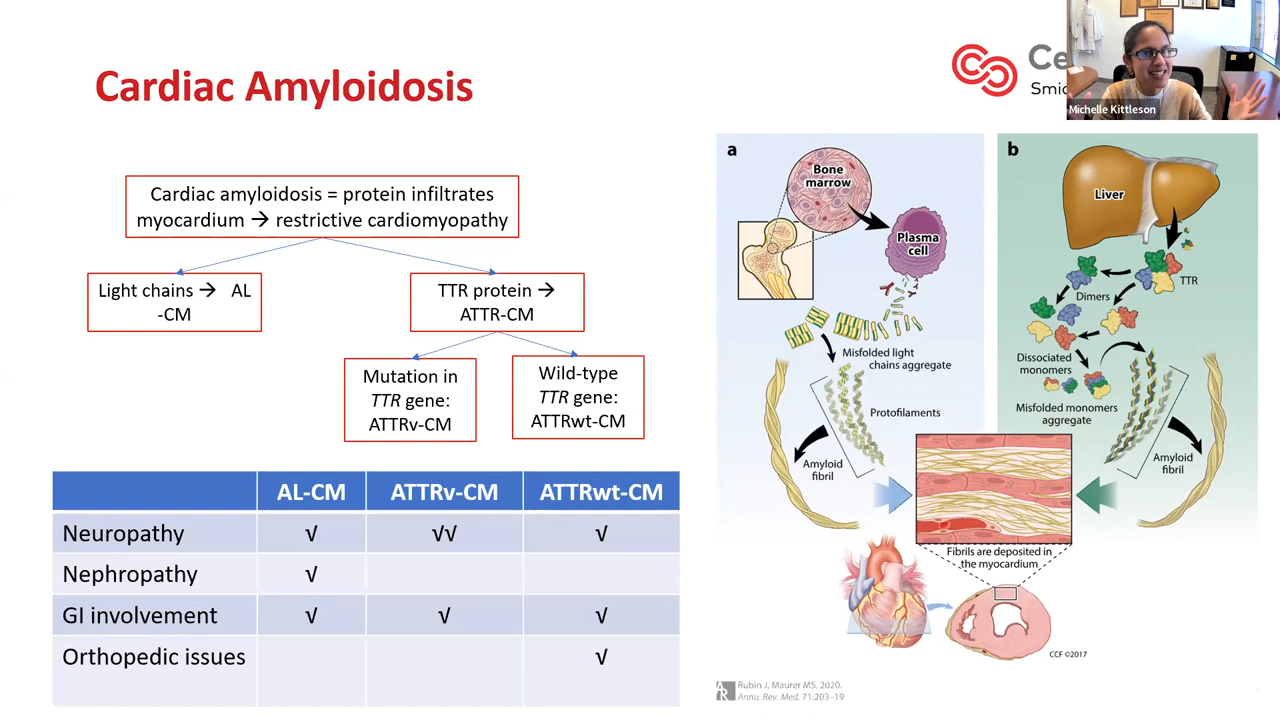 Cardiac Amyloidosis
Michelle Kittleson
Cardiac amyloidosis = protein infiltrates
myocardium → restrictive cardiomyopathy
Light chains → AL
-CM
TTR protein →
ATTR-CM
Mutation in
TTR gene:
ATTRv-CM
Wild-type
TTR gene:
ATTRwt-CM
AL-CM ATTRv-CM ATTRwt-CM
Neuropathy √ √√ √
Nephropathy √
GI involvement √ √ √
Orthopedic issues √
a
Bone
marrow
Plasma
cell
Misfolded light
chains aggregate
Protofilaments
Amyloid
fibril
b
Liver
TTR
Dimers
Dissociated
monomers
Misfolded monomers
aggregate
Amyloid
fibril
Fibrils are deposited in
the myocardium
CCF ©2017
AR
Rubin J, Maurer MS. 2020.
Annu. Rev. Med. 71:203–19